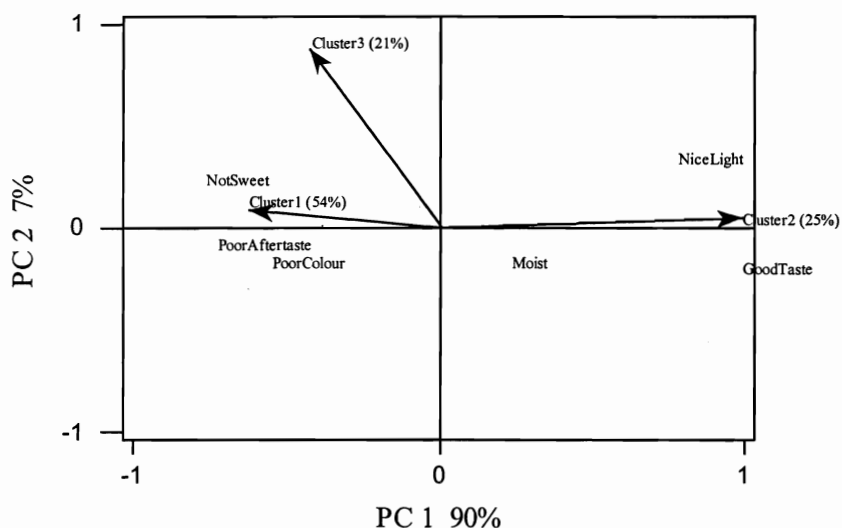 1
Cluster3 (21%)
NiceLight
NotSweet
Cluster1 (54%)
0
Cluster2 (25%)
PoorAftertaste
PoorColour
Moist
GoodTaste
PC 2 7%
-1
-1
0
1
PC 1 90%